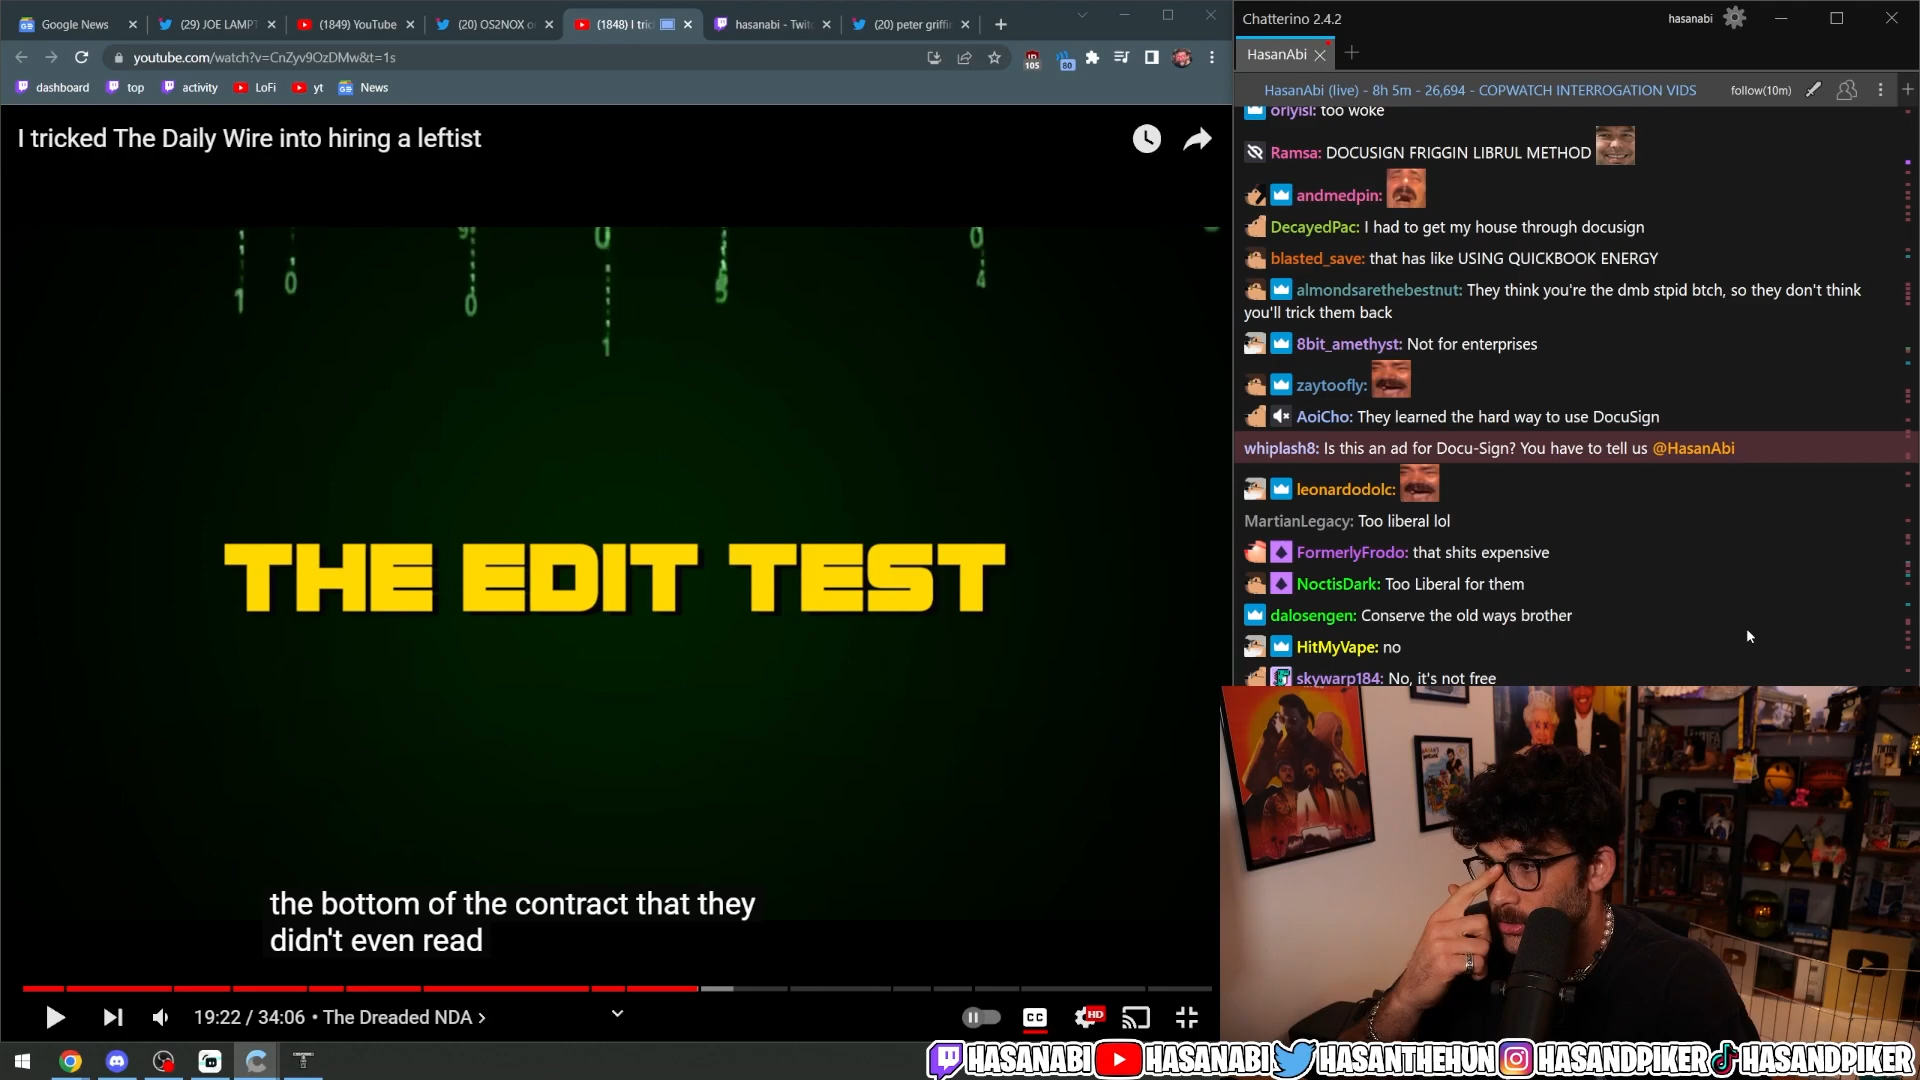 Google News
(29) JOE LAMPT
(1849) YouTube
(20) OS2NOX o
(1848) I tric
hasanabi - Twitc
(20) peter griffi
youtube.com/watch?v=CnZyv9OzDMw&t=1s
105
80
dashboard
top
activity
LoFi
yt
News
I tricked The Daily Wire into hiring a leftist
THE EDIT TEST
the bottom of the contract that they
didn't even read
19:22 / 34:06 • The Dreaded NDA
CC
HD
Chatterino 2.4.2
hasanabi
HasanAbi
HasanAbi (live) - 8h 5m - 26,694 - COPWATCH INTERROGATION VIDS
follow(10m)
orlyisi: too woke
Ramsa: DOCUSIGN FRIGGIN LIBRUL METHOD
andmedpin:
DecayedPac: I had to get my house through docusign
blasted_save: that has like USING QUICKBOOK ENERGY
almondsarethebestnut: They think you're the dmb stpid btch, so they don't think
you'll trick them back
8bit_amethyst: Not for enterprises
zaytoofly:
AoiCho: They learned the hard way to use DocuSign
whiplash8: Is this an ad for Docu-Sign? You have to tell us @HasanAbi
leonardodolc:
MartianLegacy: Too liberal lol
FormerlyFrodo: that shits expensive
NoctisDark: Too Liberal for them
dalosengen: Conserve the old ways brother
HitMyVape: no
skywarp184: No, it's not free
HASANABI
HASANABI
HASANTHEHUN
HASANDPIKER
HASANDPIKER